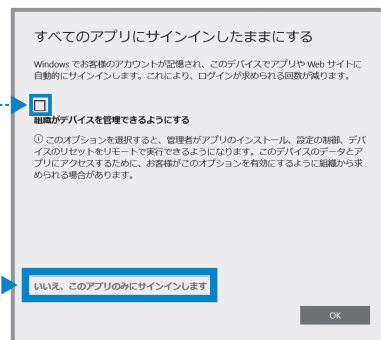 すべてのアプリにサインインしたままにする
Windows でお客様のアカウントが記憶され、このデバイスでアプリや Web サイトに
自動的にサインインします。これにより、ログインが求められる回数が減ります。
組織がデバイスを管理できるようにする
ⓘ このオプションを選択すると、管理者がアプリのインストール、設定の制御、デバ
イスのリセットをリモートで実行できるようになります。このデバイスのデータとア
プリにアクセスするために、お客様がこのオプションを有効にするように組織から求
められる場合があります。
いいえ、このアプリのみにサインインします
OK